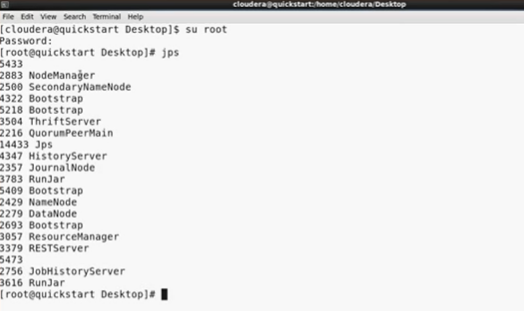 cloudera@quickstart:/home/cloudera/Desktop
File Edit View Search Terminal Help
[cloudera@quickstart Desktop]$ su root
Password:
[root@quickstart Desktop]# jps
5433
2883 NodeManager
2500 SecondaryNameNode
4322 Bootstrap
5218 Bootstrap
3504 ThriftServer
2216 QuorumPeerMain
14433 Jps
4347 HistoryServer
2357 JournalNode
3783 RunJar
5409 Bootstrap
2429 NameNode
2279 DataNode
2693 Bootstrap
3057 ResourceManager
3379 RESTServer
5473
2756 JobHistoryServer
3616 RunJar
[root@quickstart Desktop]#